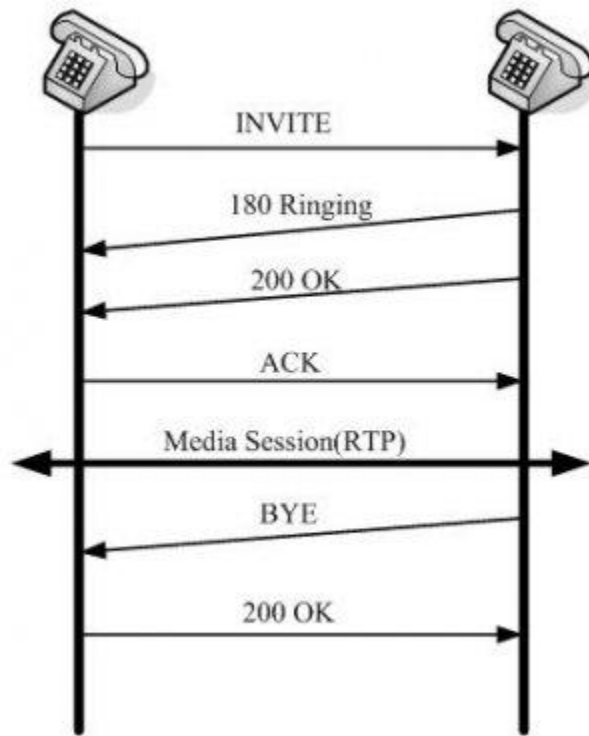 INVITE
180 Ringing
200 OK
ACK
Media Session(RTP)
BYE
200 OK